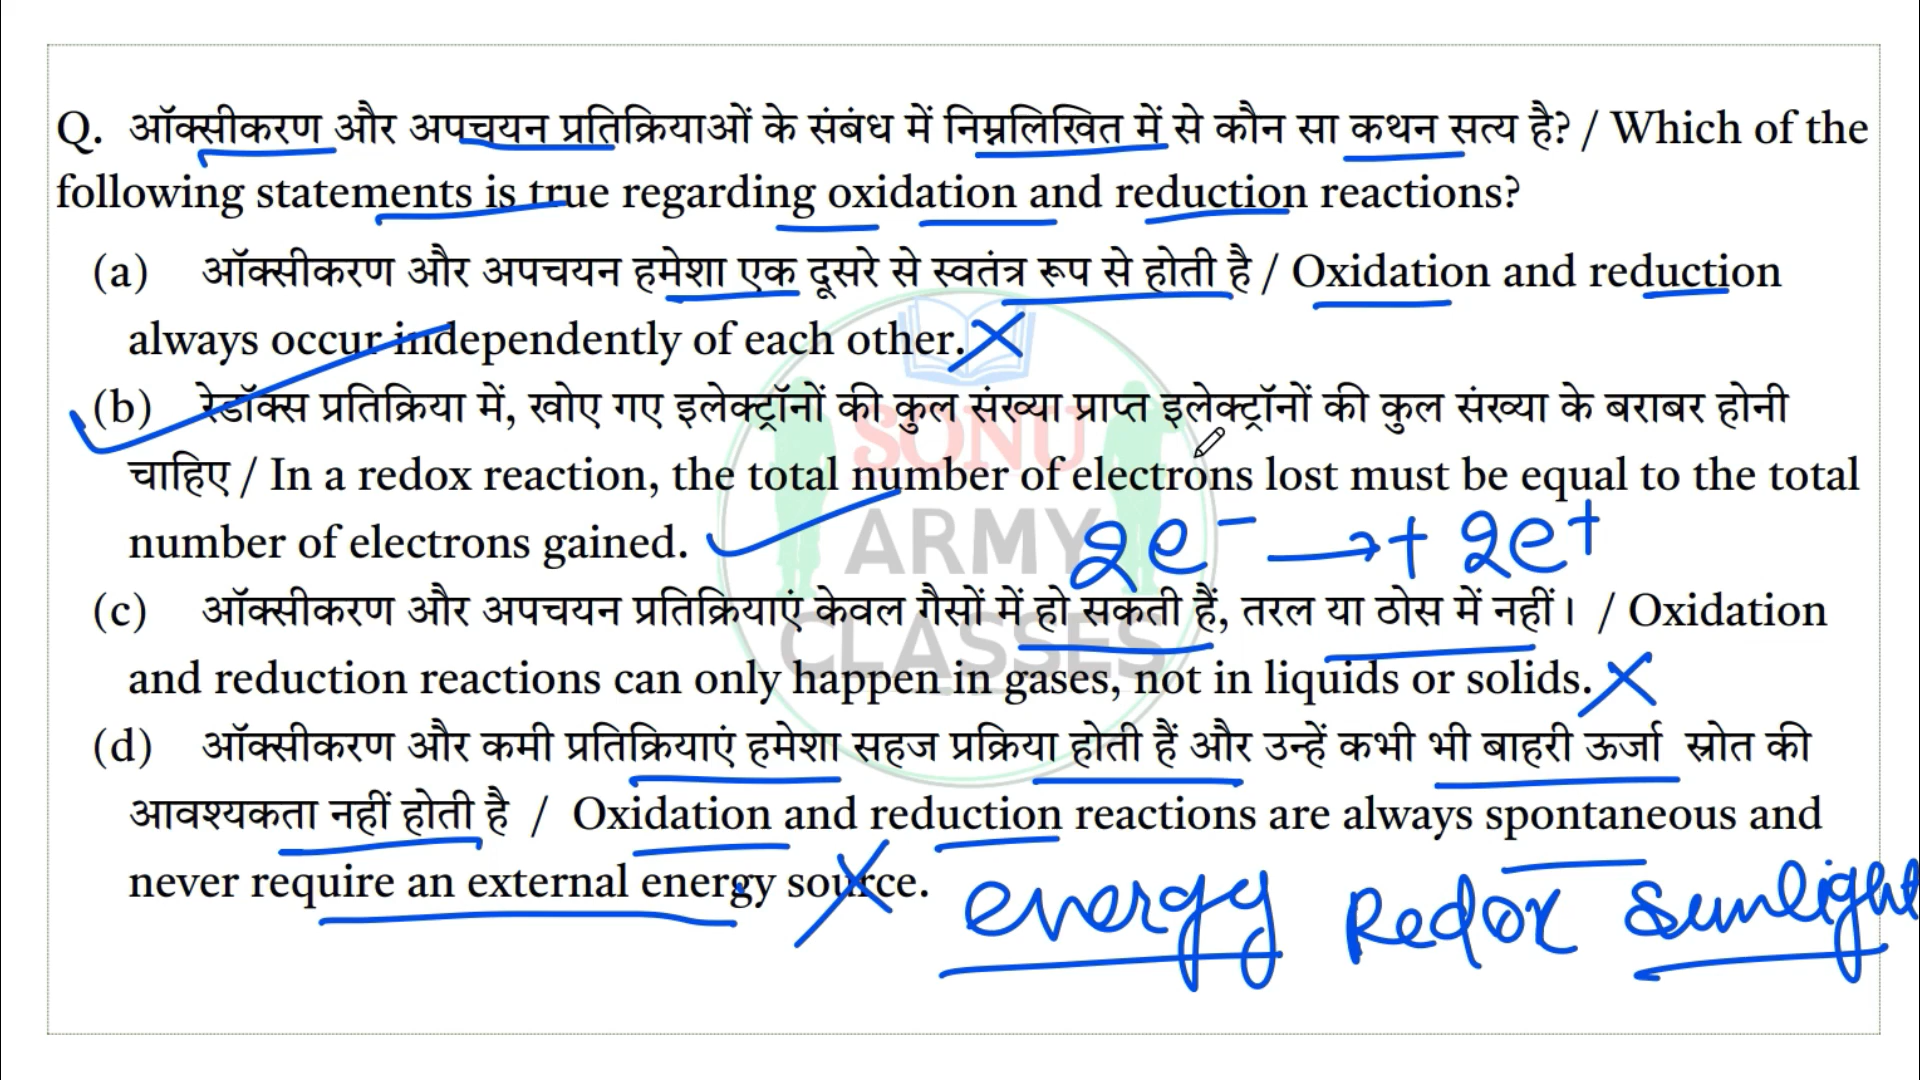 Q. ऑक्सीकरण और अपचयन प्रतिक्रियाओं के संबंध में निम्नलिखित में से कौन सा कथन सत्य है? / Which of the
following statements is true regarding oxidation and reduction reactions?
(a) ऑक्सीकरण और अपचयन हमेशा एक दूसरे से स्वतंत्र रूप से होती है / Oxidation and reduction
always occur independently of each other.
(b) रेडॉक्स प्रतिक्रिया में, खोए गए इलेक्ट्रॉनों की कुल संख्या प्राप्त इलेक्ट्रॉनों की कुल संख्या के बराबर होनी
SONU
चाहिए / In a redox reaction, the total number of electrons lost must be equal to the total
number of electrons gained.
ARMY
2e⁻ → + 2e⁺
(c) ऑक्सीकरण और अपचयन प्रतिक्रियाएं केवल गैसों में हो सकती हैं, तरल या ठोस में नहीं। / Oxidation
CLASSES
and reduction reactions can only happen in gases, not in liquids or solids.
(d) ऑक्सीकरण और कमी प्रतिक्रियाएं हमेशा सहज प्रक्रिया होती हैं और उन्हें कभी भी बाहरी ऊर्जा स्रोत की
आवश्यकता नहीं होती है / Oxidation and reduction reactions are always spontaneous and
never require an external energy source.
energy Redox sunlight